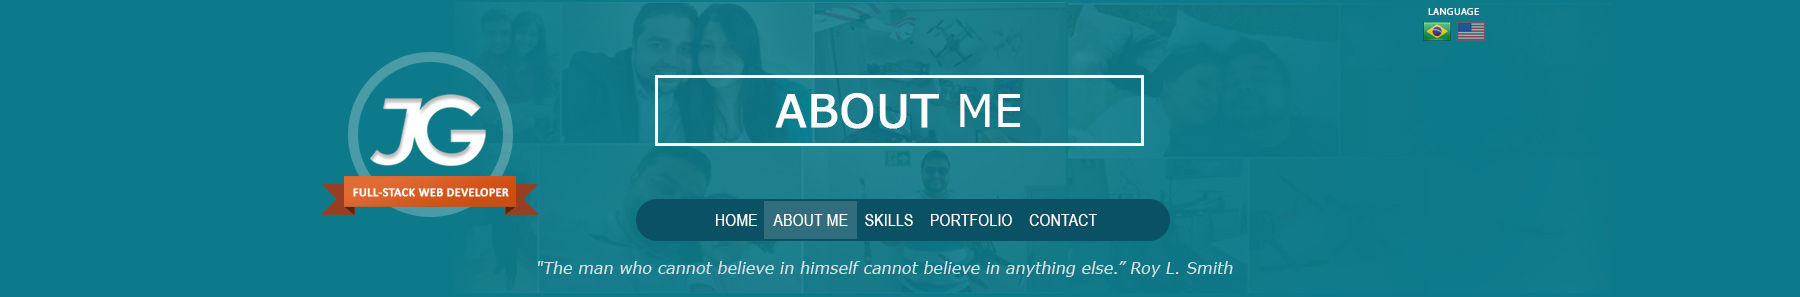 LANGUAGE
JG
FULL-STACK WEB DEVELOPER
ABOUT ME
HOME ABOUT ME SKILLS PORTFOLIO CONTACT
"The man who cannot believe in himself cannot believe in anything else.” Roy L. Smith